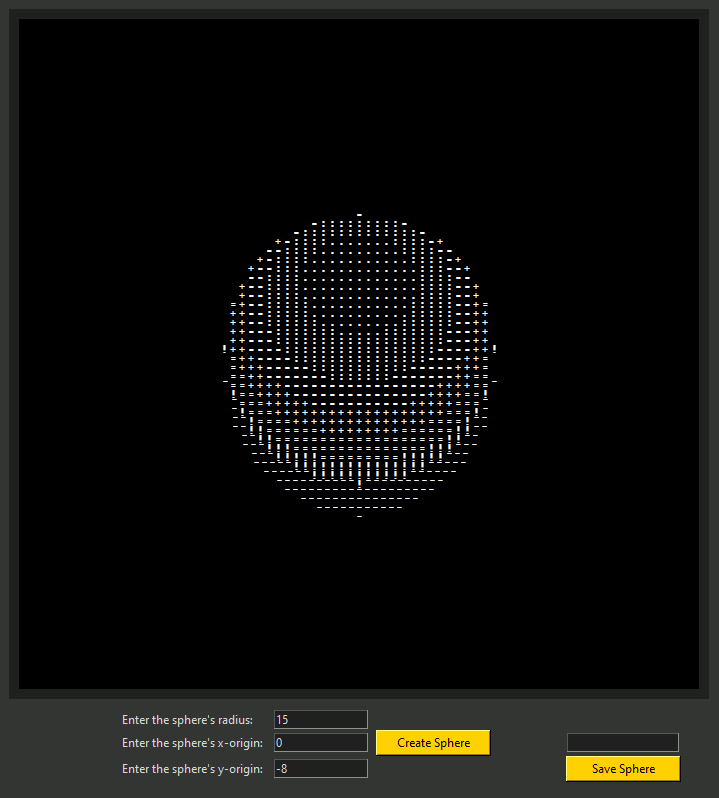 Enter the sphere's radius: 15
Enter the sphere's x-origin: 0 Create Sphere
Enter the sphere's y-origin: -8 Save Sphere